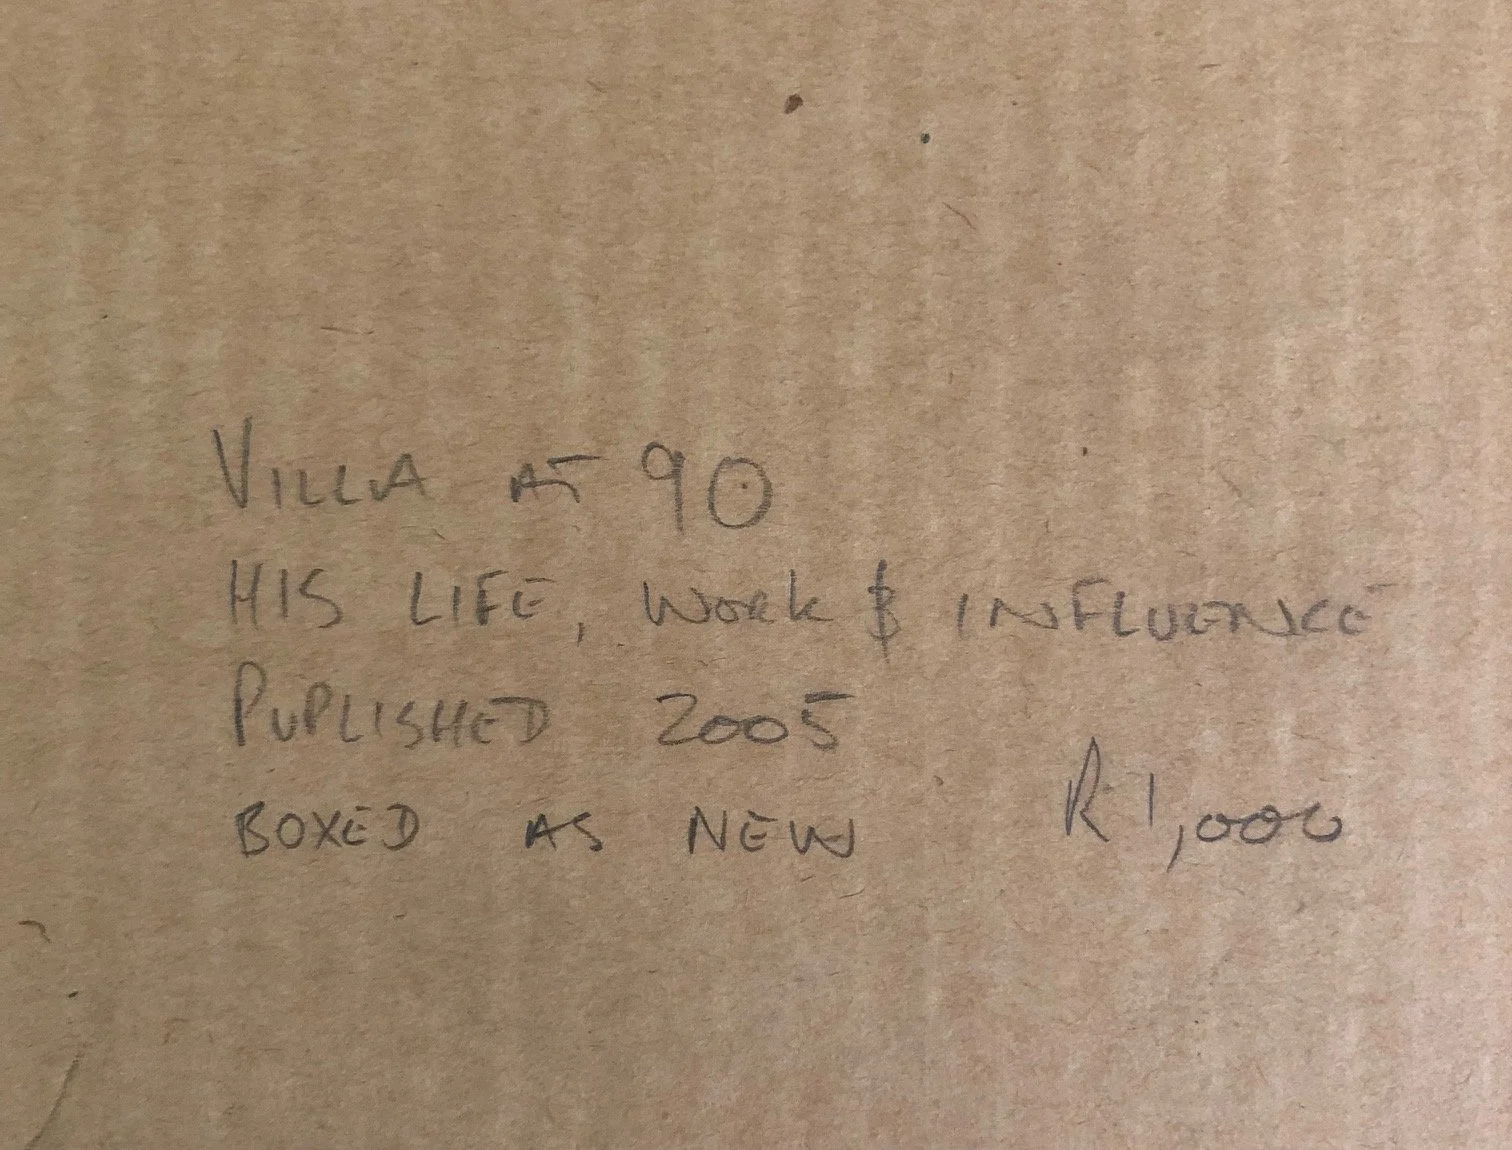 VILLA AT 90
HIS LIFE, WORK & INFLUENCE
PUPLISHED 2005
BOXED AS NEW R1,000